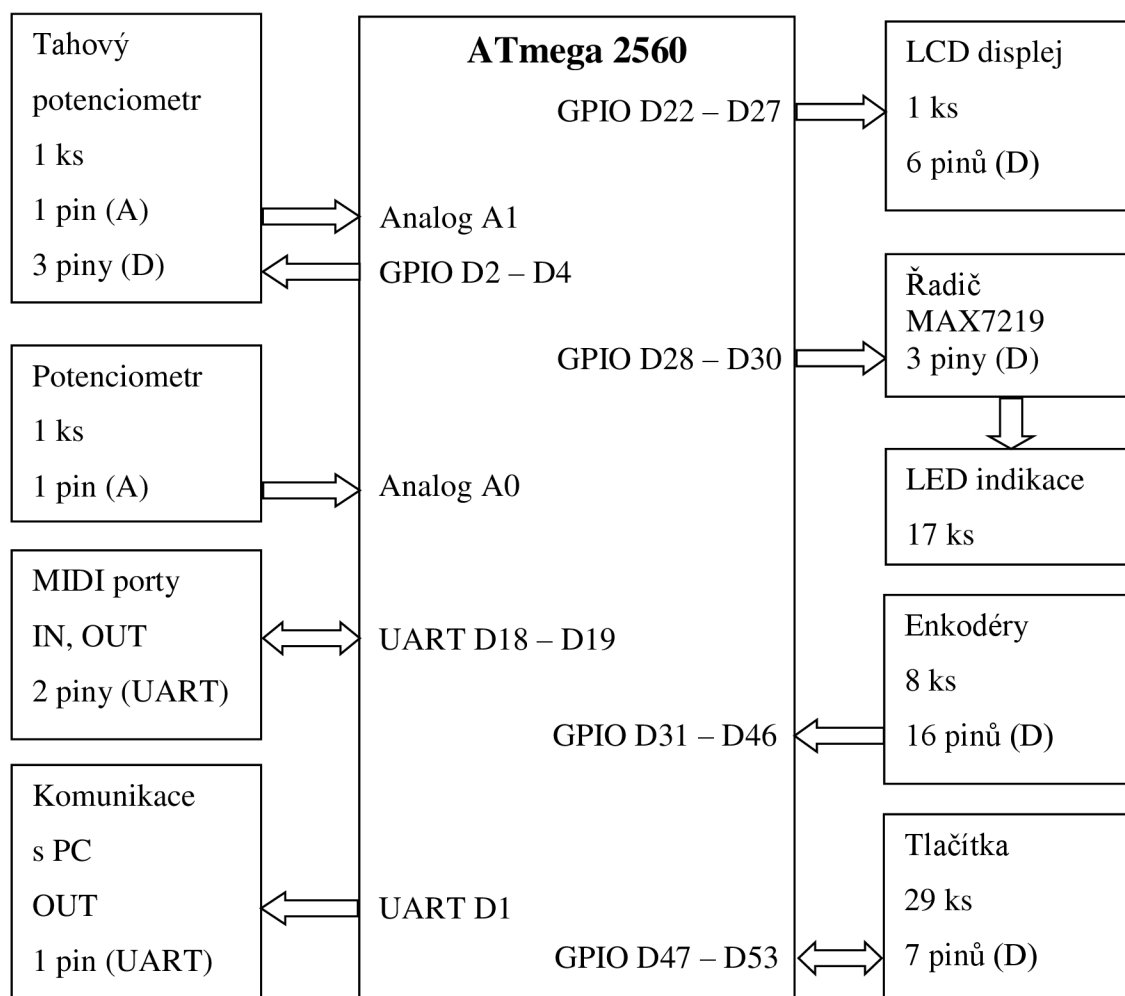 Tahový
potenciometr
1 ks
1 pin (A)
3 piny (D)
Potenciometr
1 ks
1 pin (A)
MIDI porty
IN, OUT
2 piny (UART)
Komunikace
s PC
OUT
1 pin (UART)
ATmega 2560
GPIO D22 – D27
Analog A1
GPIO D2 – D4
GPIO D28 – D30
Analog A0
UART D18 – D19
GPIO D31 – D46
UART D1
GPIO D47 – D53
LCD displej
1 ks
6 pinů (D)
Řadič
MAX7219
3 piny (D)
LED indikace
17 ks
Enkodéry
8 ks
16 pinů (D)
Tlačítka
29 ks
7 pinů (D)